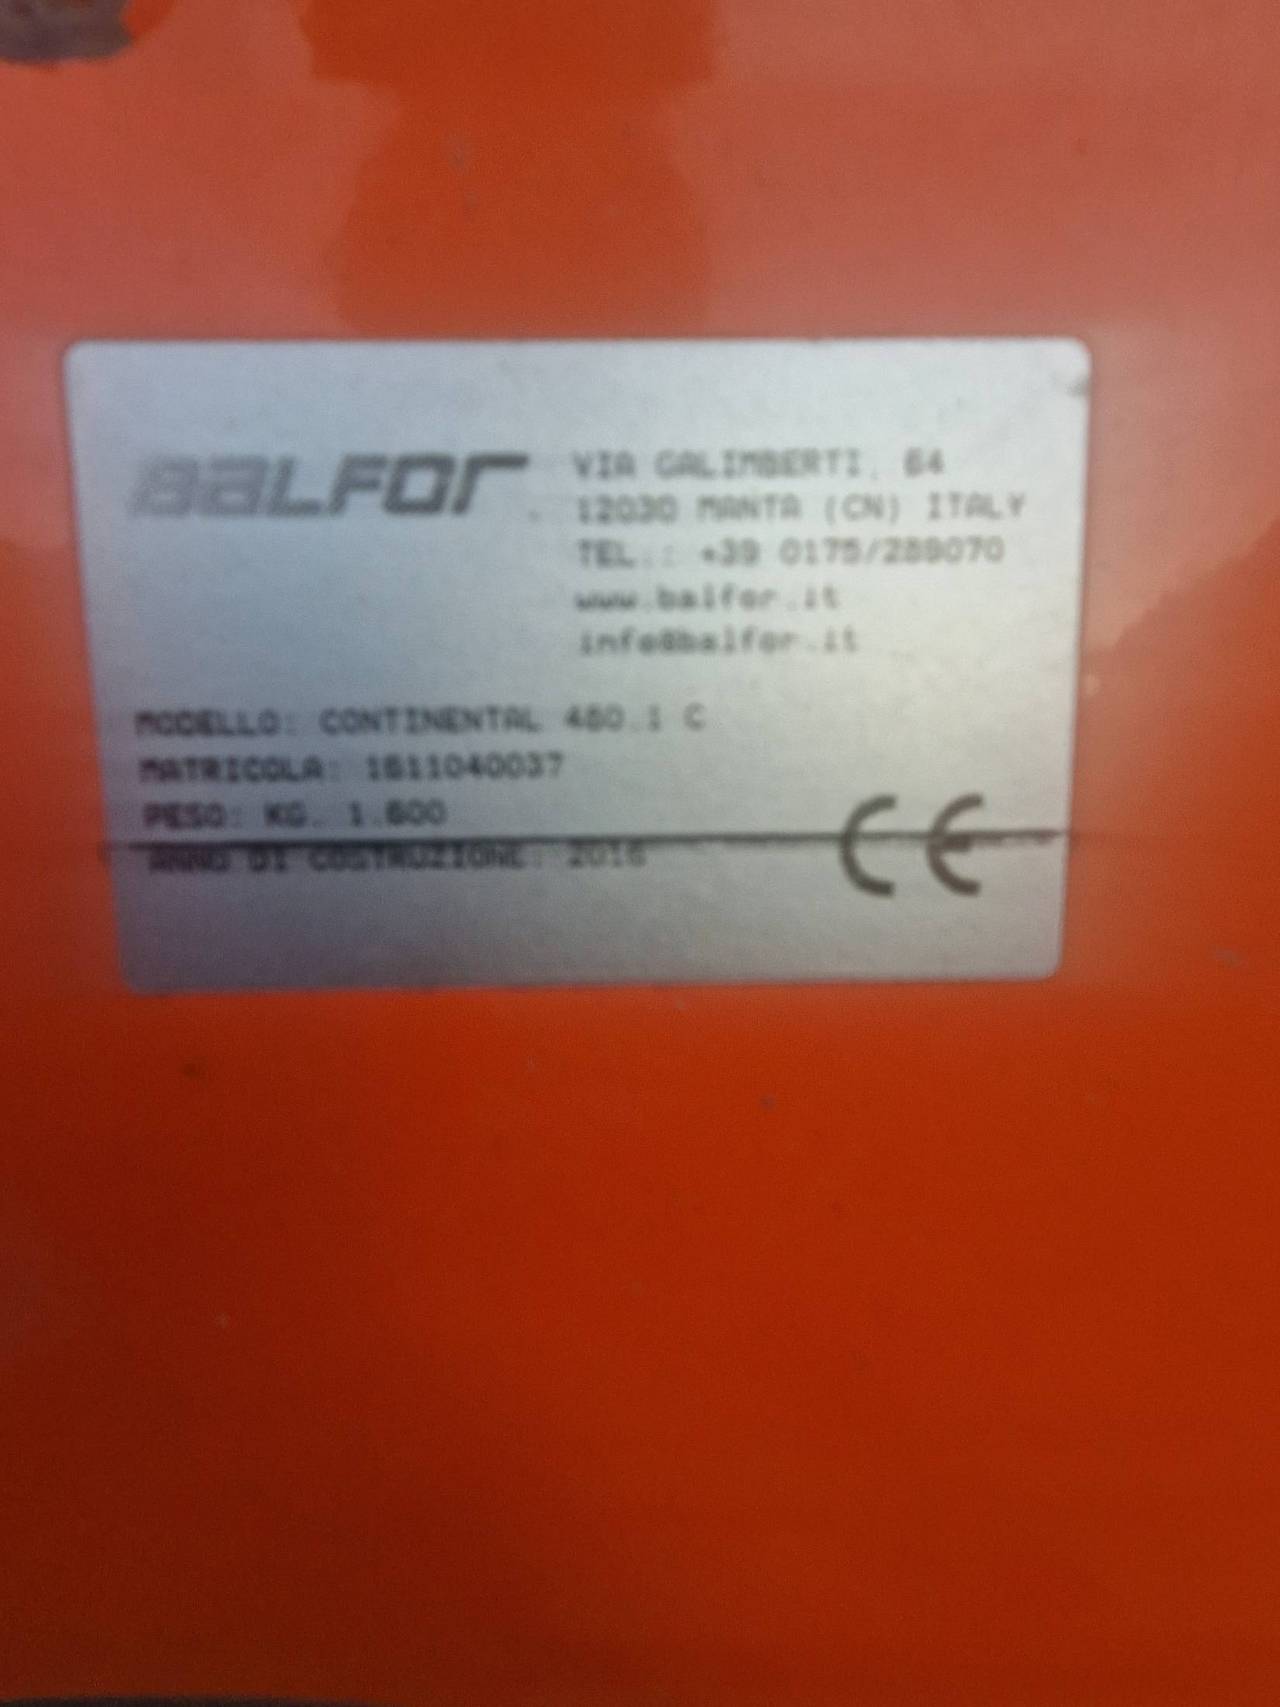 BALFOR
VIA GALIMBERTI, 64
12030 MANTA (CN) ITALY
TEL.: +39 0175/289070
www.balfor.it
info@balfor.it
MODELLO: CONTINENTAL 480.1 C
MATRICOLA: 1611040037
PESO: KG. 1.600
ANNO DI COSTRUZIONE: 2016
CE